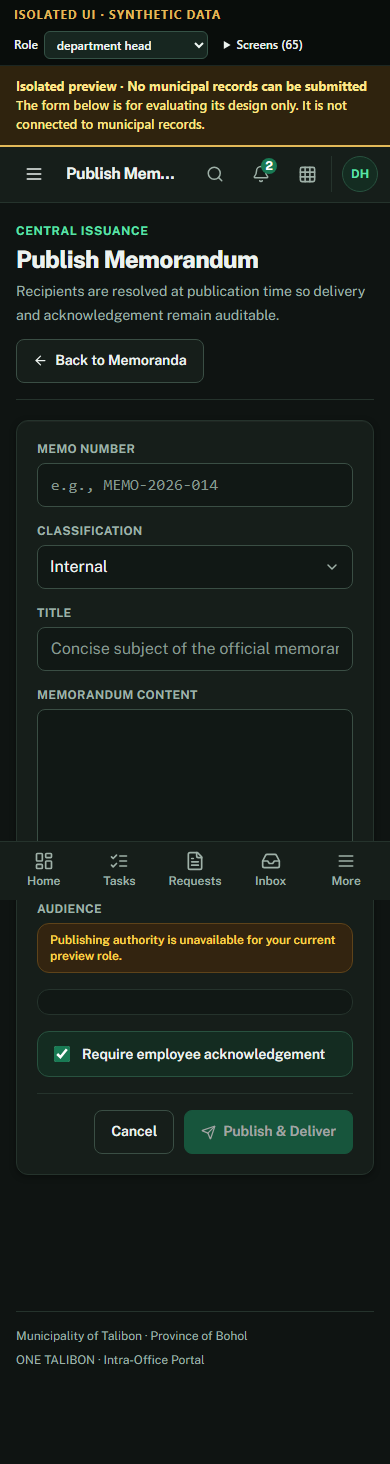 ISOLATED UI · SYNTHETIC DATA
Role department head Screens (65)
Isolated preview · No municipal records can be submitted
The form below is for evaluating its design only. It is not
connected to municipal records.
Publish Mem... 2 DH
CENTRAL ISSUANCE
Publish Memorandum
Recipients are resolved at publication time so delivery
and acknowledgement remain auditable.
Back to Memoranda
MEMO NUMBER
e.g., MEMO-2026-014
CLASSIFICATION
Internal
TITLE
Concise subject of the official memorar
MEMORANDUM CONTENT
Home Tasks Requests Inbox More
AUDIENCE
Publishing authority is unavailable for your current
preview role.
Require employee acknowledgement
Cancel Publish & Deliver
Municipality of Talibon · Province of Bohol
ONE TALIBON · Intra-Office Portal